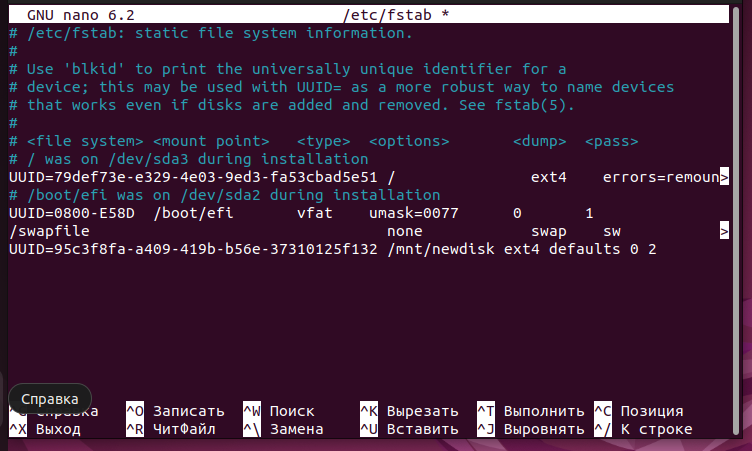 GNU nano 6.2 /etc/fstab *
# /etc/fstab: static file system information.
#
# Use 'blkid' to print the universally unique identifier for a
# device; this may be used with UUID= as a more robust way to name devices
# that works even if disks are added and removed. See fstab(5).
#
# <file system> <mount point> <type> <options> <dump> <pass>
# / was on /dev/sda3 during installation
UUID=79def73e-e329-4e03-9ed3-fa53cbad5e51 / ext4 errors=remoun>
# /boot/efi was on /dev/sda2 during installation
UUID=0800-E58D /boot/efi vfat umask=0077 0 1
/swapfile none swap sw >
UUID=95c3f8fa-a409-419b-b56e-37310125f132 /mnt/newdisk ext4 defaults 0 2
Справка
^G Справка ^O Записать ^W Поиск ^K Вырезать ^T Выполнить ^C Позиция
^X Выход ^R ЧитФайл ^\ Замена ^U Вставить ^J Выровнять ^/ К строке